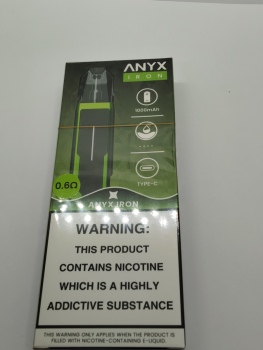 ANYX
IRON
1000mAh
TYPE-C
0.6Ω
ANYX IRON
WARNING:
THIS PRODUCT
CONTAINS NICOTINE
WHICH IS A HIGHLY
ADDICTIVE SUBSTANCE
THIS WARNING ONLY APPLIES WHEN THE PRODUCT IS
FILLED WITH NICOTINE-CONTAINING E-LIQUID.